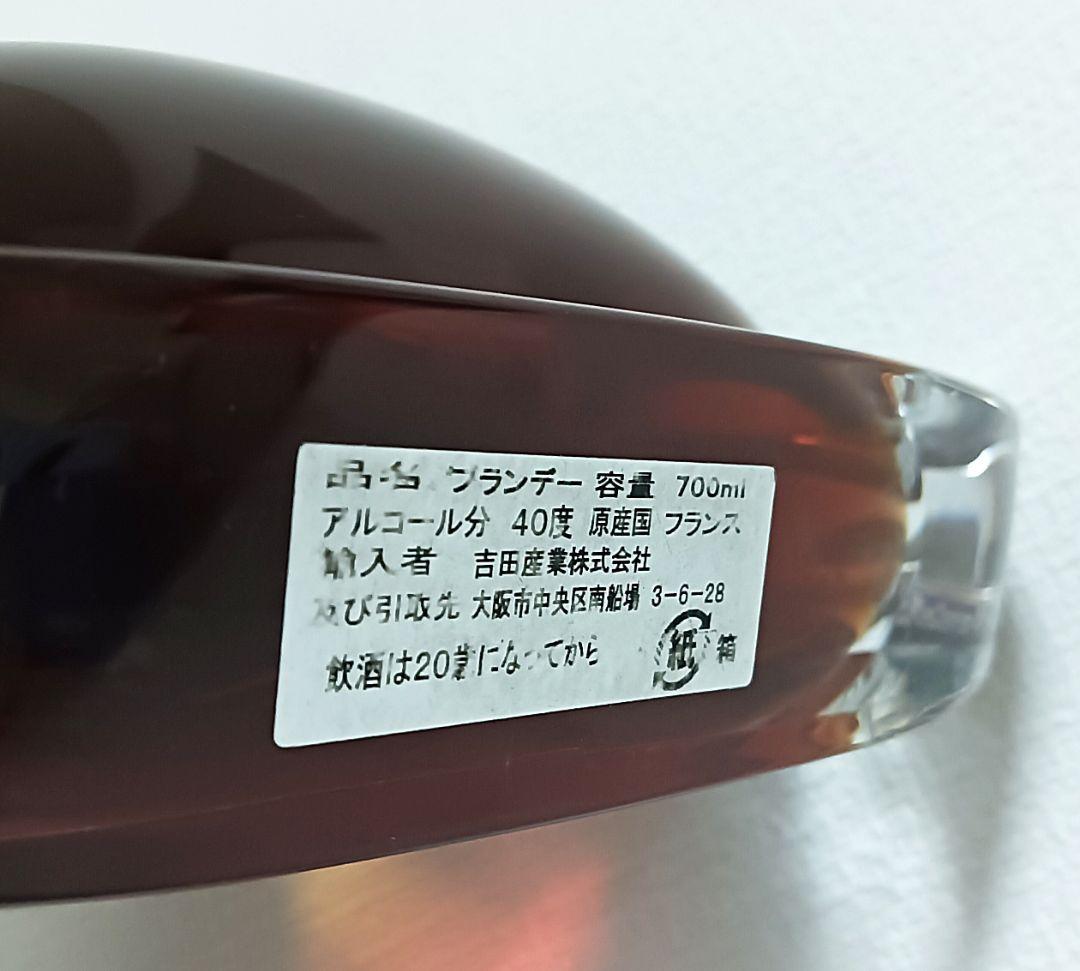 品名 ブランデー 容量 700ml
アルコール分 40度 原産国 フランス
輸入者 吉田産業株式会社
及び引取先 大阪市中央区南船場 3-6-28
飲酒は20歳になってから 紙 箱